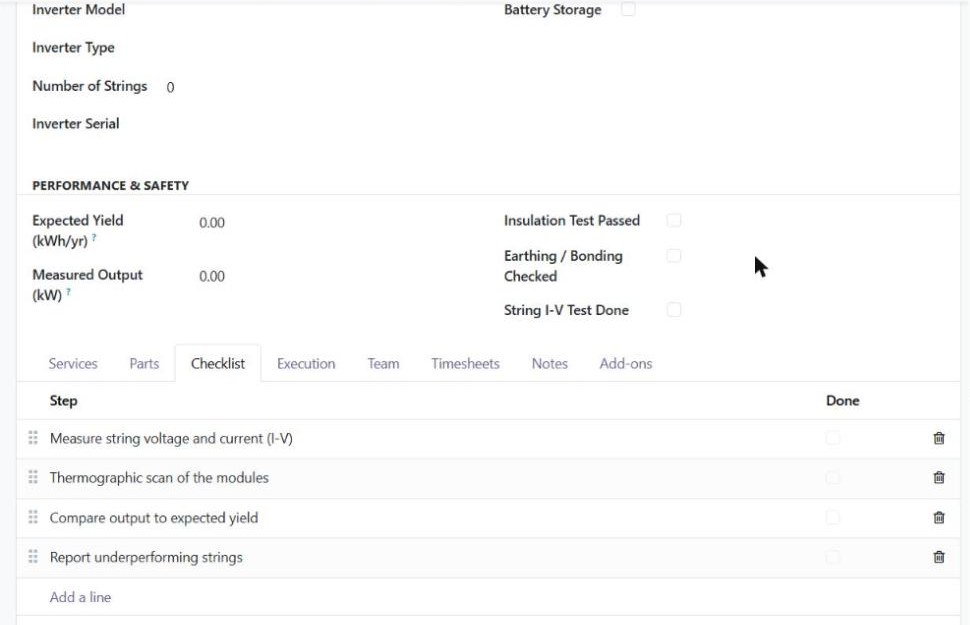 Inverter Model
Battery Storage
Inverter Type
Number of Strings 0
Inverter Serial
PERFORMANCE & SAFETY
Expected Yield
(kWh/yr) ?
0.00
Insulation Test Passed
Measured Output
(kW) ?
0.00
Earthing / Bonding
Checked
String I-V Test Done
Services Parts Checklist Execution Team Timesheets Notes Add-ons
Step Done
Measure string voltage and current (I-V)
Thermographic scan of the modules
Compare output to expected yield
Report underperforming strings
Add a line